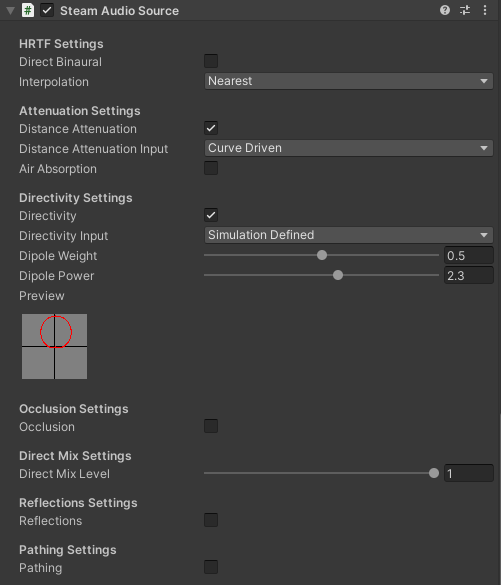 Steam Audio Source
HRTF Settings
Direct Binaural
Interpolation Nearest
Attenuation Settings
Distance Attenuation
Distance Attenuation Input Curve Driven
Air Absorption
Directivity Settings
Directivity
Directivity Input Simulation Defined
Dipole Weight 0.5
Dipole Power 2.3
Preview
Occlusion Settings
Occlusion
Direct Mix Settings
Direct Mix Level 1
Reflections Settings
Reflections
Pathing Settings
Pathing